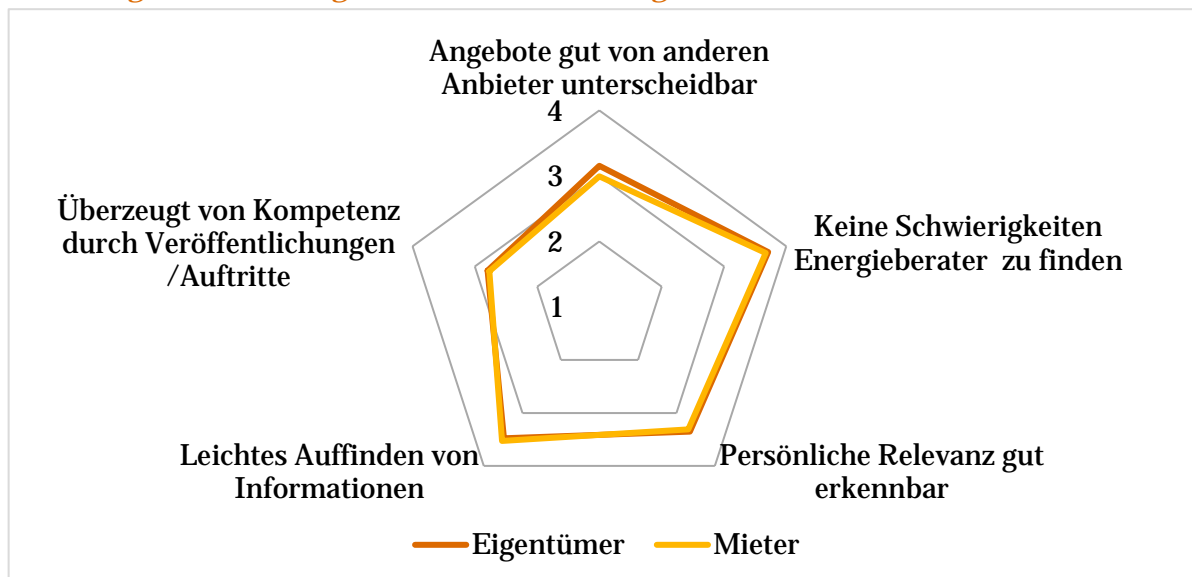 Angebote gut von anderen
Anbieter unterscheidbar
4
3
2
1
Überzeugt von Kompetenz
durch Veröffentlichungen
/Auftritte
Keine Schwierigkeiten
Energieberater zu finden
Leichtes Auffinden von
Informationen
Persönliche Relevanz gut
erkennbar
Eigentümer
Mieter